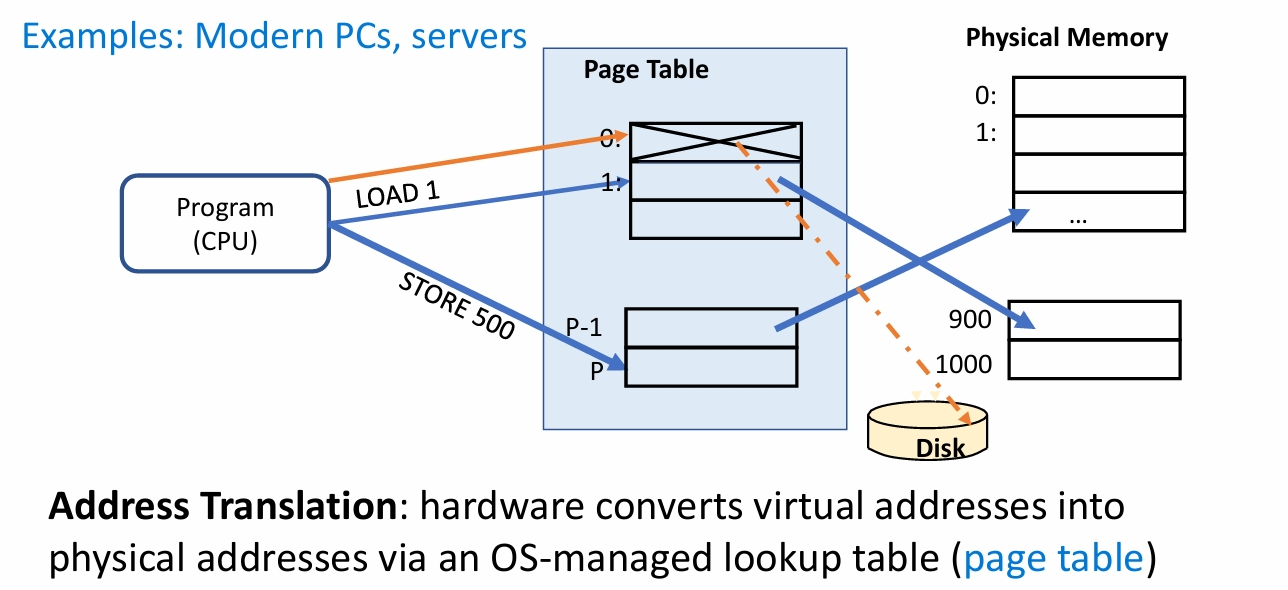 Examples: Modern PCs, servers
Physical Memory
Page Table
0:
1:
0:
1:
LOAD 1
Program
(CPU)
...
STORE 500
P-1
P
900
1000
Disk
Address Translation: hardware converts virtual addresses into
physical addresses via an OS-managed lookup table (page table)